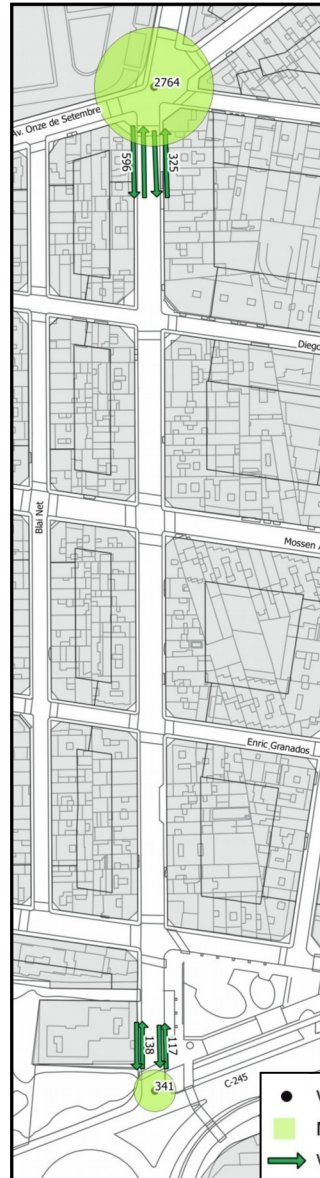 2764
Av. Onze de Setembre
596
325
Diego
Blai Net
Mossen A
Enric Granados
138
117
341
C-245
V
N
V